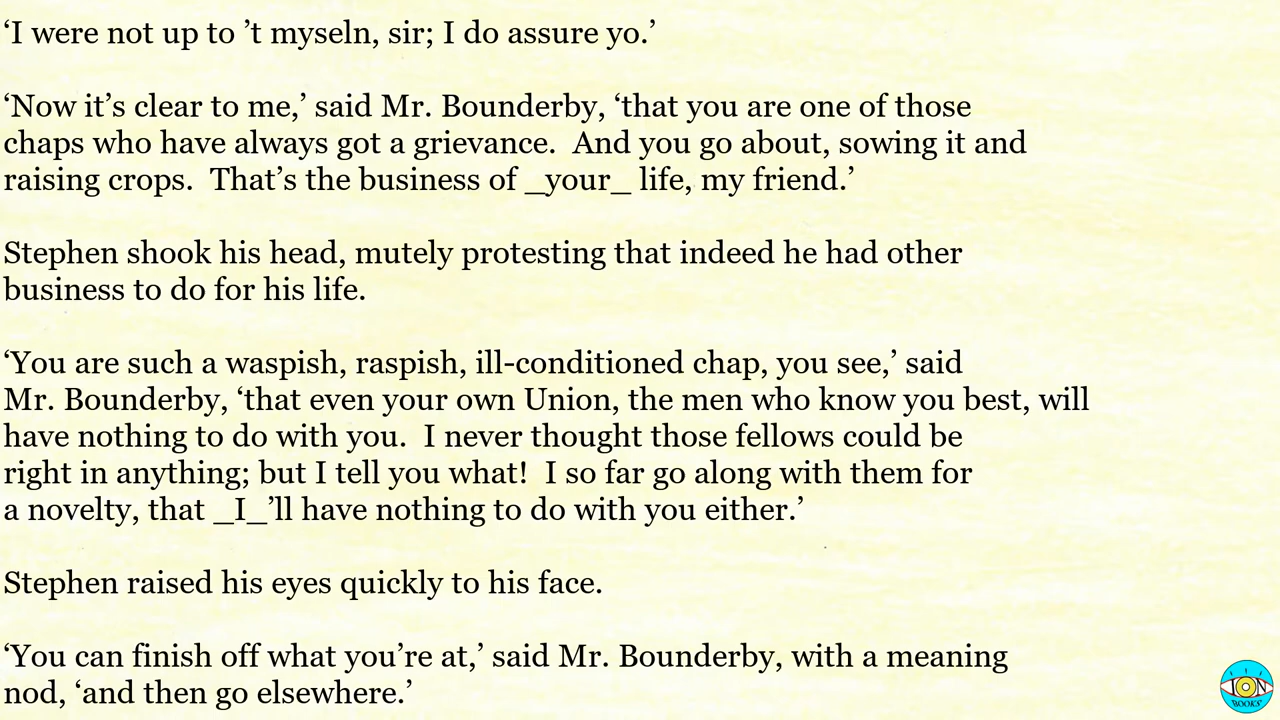 ‘I were not up to ’t myseln, sir; I do assure yo.’
‘Now it’s clear to me,’ said Mr. Bounderby, ‘that you are one of those
chaps who have always got a grievance.  And you go about, sowing it and
raising crops.  That’s the business of _your_ life, my friend.’
Stephen shook his head, mutely protesting that indeed he had other
business to do for his life.
‘You are such a waspish, raspish, ill-conditioned chap, you see,’ said
Mr. Bounderby, ‘that even your own Union, the men who know you best, will
have nothing to do with you.  I never thought those fellows could be
right in anything; but I tell you what!  I so far go along with them for
a novelty, that _I_’ll have nothing to do with you either.’
Stephen raised his eyes quickly to his face.
‘You can finish off what you’re at,’ said Mr. Bounderby, with a meaning
nod, ‘and then go elsewhere.’
ION
BOOKS